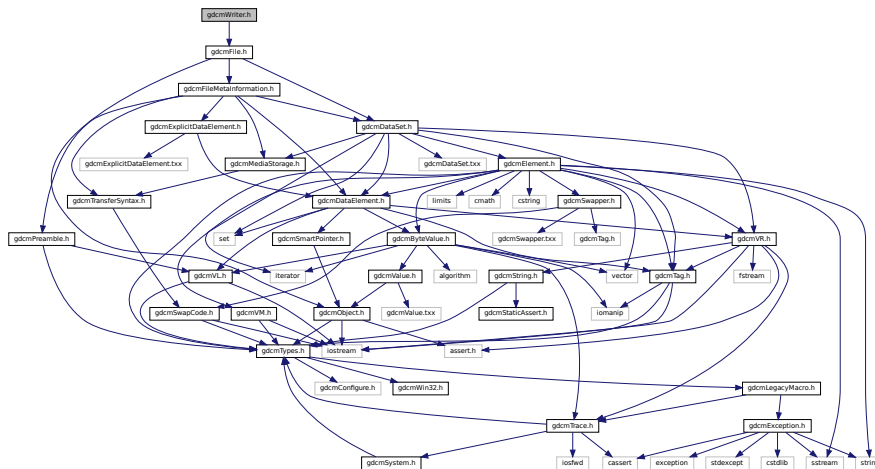 gdcmWriter.h
gdcmFile.h
gdcmFileMetaInformation.h
gdcmExplicitDataElement.h
gdcmDataSet.h
gdcmExplicitDataElement.txx
gdcmMediaStorage.h
gdcmDataSet.txx
gdcmElement.h
gdcmTransferSyntax.h
gdcmDataElement.h
limits
cmath
cstring
gdcmSwapper.h
gdcmPreamble.h
set
gdcmSmartPointer.h
gdcmByteValue.h
gdcmSwapper.txx
gdcmTag.h
gdcmVR.h
gdcmVL.h
iterator
gdcmValue.h
algorithm
gdcmString.h
vector
gdcmTag.h
fstream
gdcmSwapCode.h
gdcmVM.h
gdcmObject.h
gdcmValue.txx
gdcmStaticAssert.h
iomanip
gdcmTypes.h
iostream
assert.h
gdcmConfigure.h
gdcmWin32.h
gdcmLegacyMacro.h
gdcmTrace.h
gdcmException.h
gdcmSystem.h
iosfwd
cassert
exception
stdexcept
cstdlib
sstream